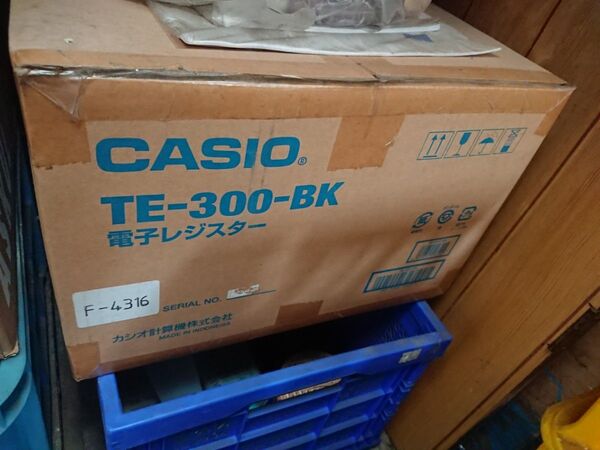 CASIO®
TE-300-BK
電子レジスター
F-4316
SERIAL NO.
カシオ計算機株式会社
MADE IN INDONESIA